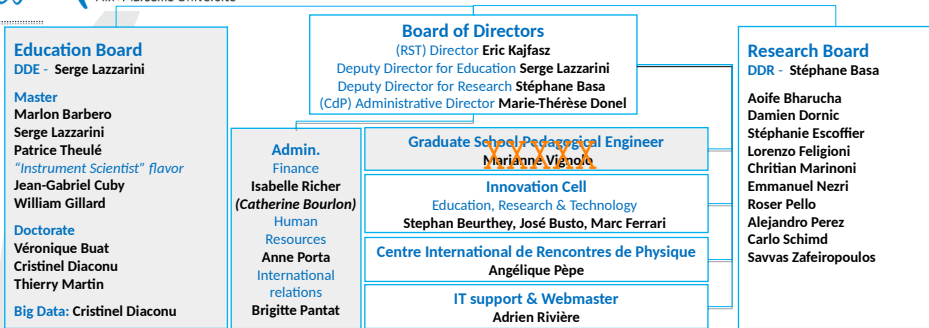 Education Board
DDE - Serge Lazzarini
Master
Marlon Barbero
Serge Lazzarini
Patrice Theulé
“Instrument Scientist” flavor
Jean-Gabriel Cuby
William Gillard
Doctorate
Véronique Buat
Cristinel Diaconu
Thierry Martin
Big Data: Cristinel Diaconu
Board of Directors
(RST) Director Eric Kajfasz
Deputy Director for Education Serge Lazzarini
Deputy Director for Research Stéphane Basa
(CdP) Administrative Director Marie-Thérèse Donel
Admin.
Finance
Isabelle Richer
(Catherine Bourlon)
Human
Resources
Anne Porta
International
relations
Brigitte Pantat
Graduate School Pedagogical Engineer
Marianne Vignolo
XXXXX
Innovation Cell
Education, Research & Technology
Stephan Beurthey, José Busto, Marc Ferrari
Centre International de Rencontres de Physique
Angélique Pèpe
IT support & Webmaster
Adrien Rivière
Research Board
DDR - Stéphane Basa
Aoife Bharucha
Damien Dornic
Stéphanie Escoffier
Lorenzo Feligioni
Chritian Marinoni
Emmanuel Nezri
Roser Pello
Alejandro Perez
Carlo Schimd
Savvas Zafeiropoulos